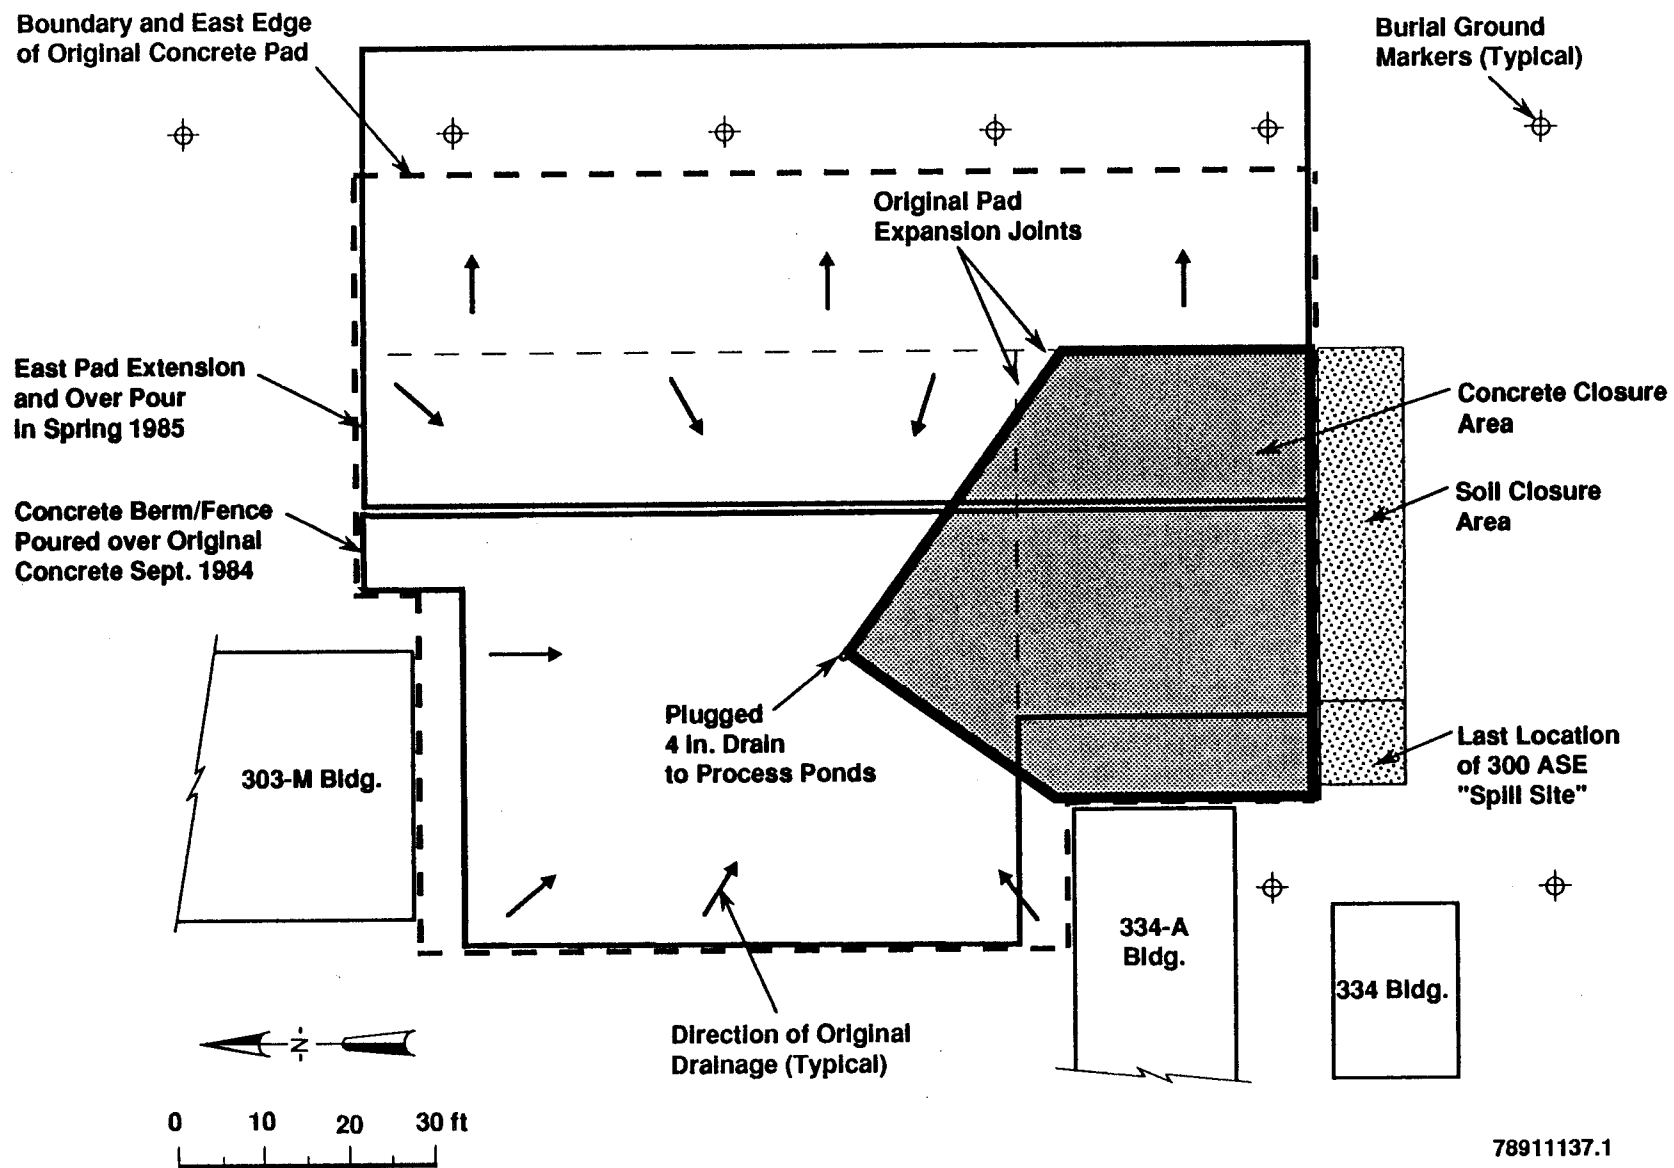 Boundary and East Edge
of Original Concrete Pad
Burial Ground
Markers (Typical)
Original Pad
Expansion Joints
East Pad Extension
and Over Pour
in Spring 1985
Concrete Closure
Area
Soil Closure
Area
Concrete Berm/Fence
Poured over Original
Concrete Sept. 1984
Plugged
4 In. Drain
to Process Ponds
Last Location
of 300 ASE
"Spill Site"
303-M Bldg.
334-A
Bldg.
334 Bldg.
Direction of Original
Drainage (Typical)
-N-
0 10 20 30 ft
78911137.1